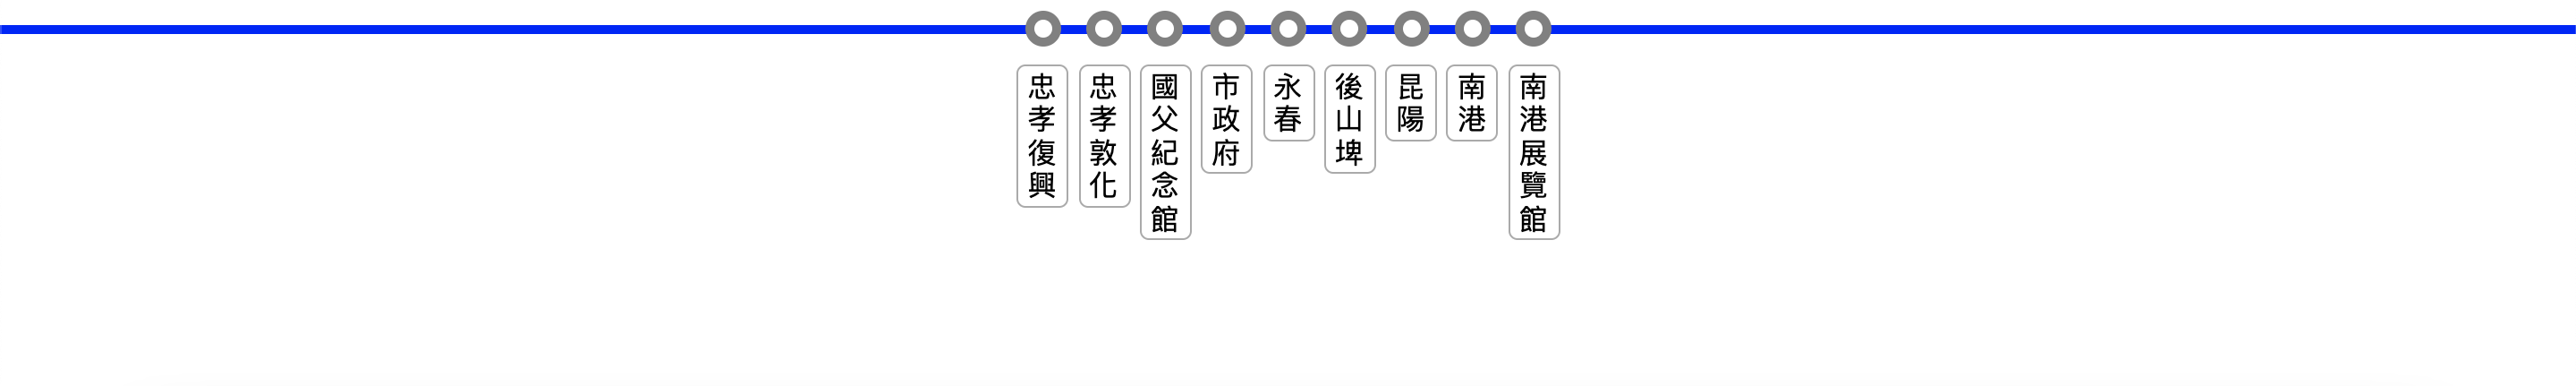 忠孝復興
忠孝敦化
國父紀念館
市政府
永春
後山埤
昆陽
南港
南港展覽館